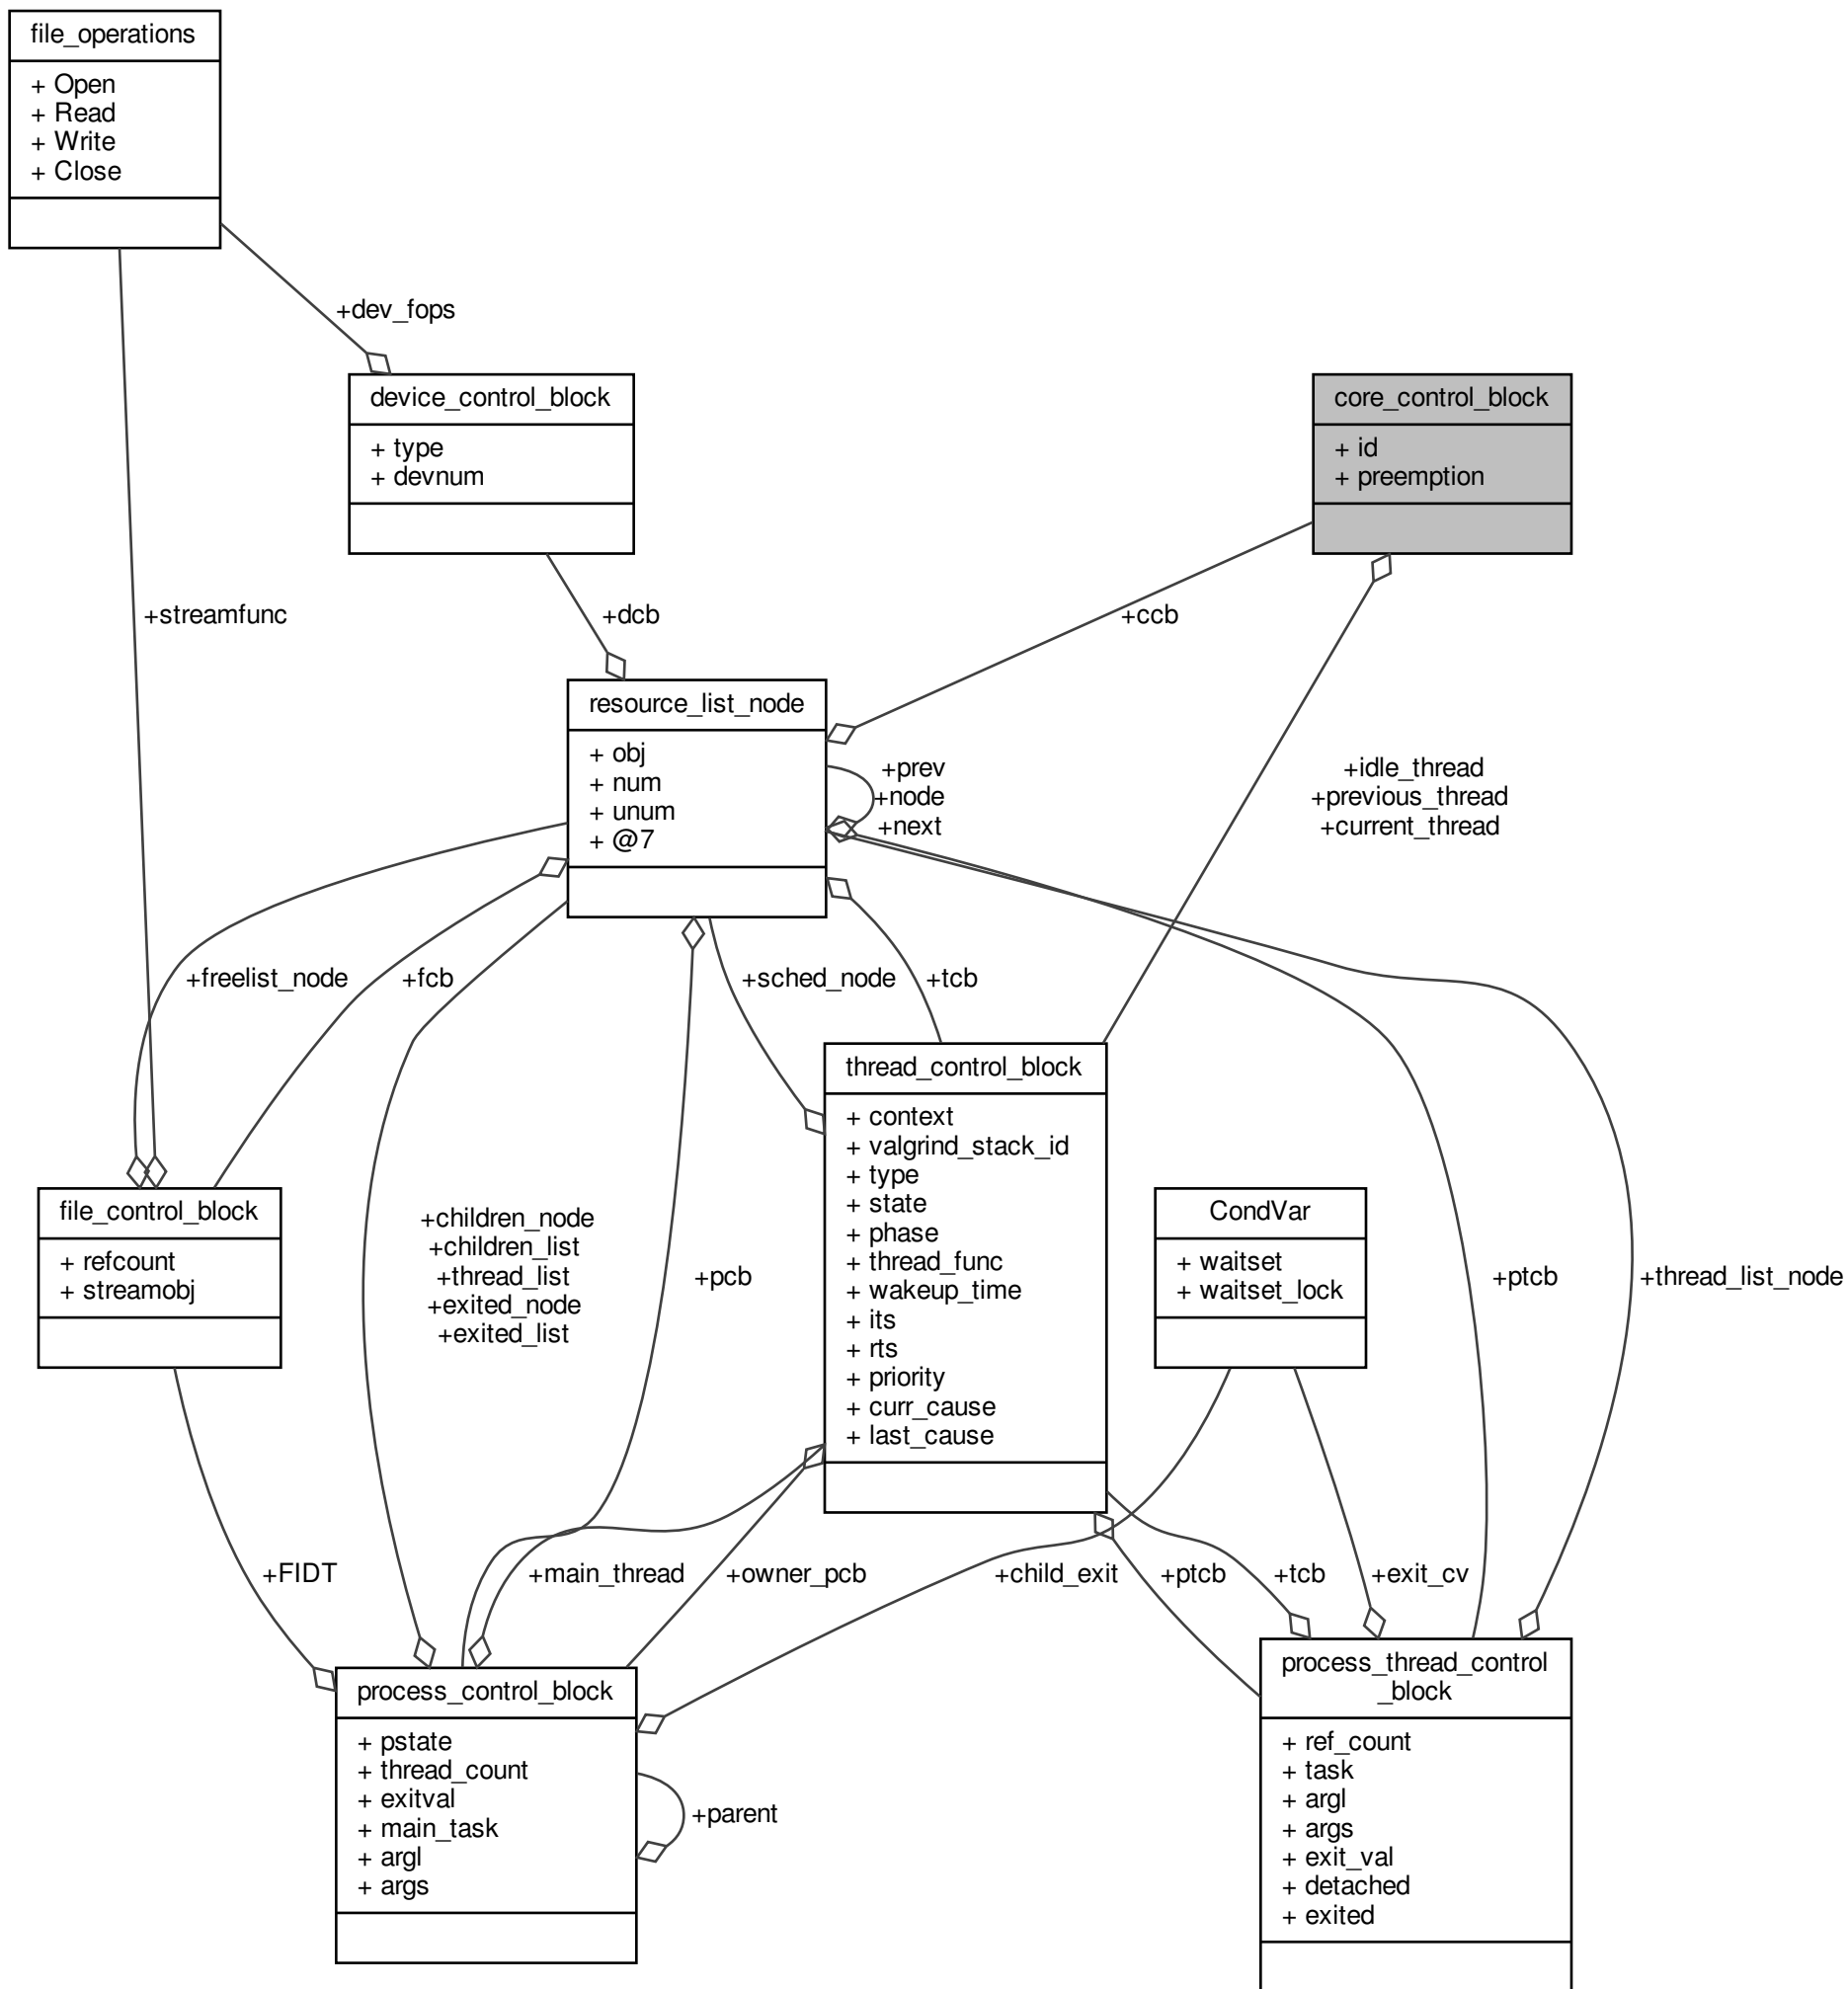 file_operations
+ Open
+ Read
+ Write
+ Close
+dev_fops
device_control_block
+ type
+ devnum
core_control_block
+ id
+ preemption
+streamfunc
+dcb
+ccb
resource_list_node
+ obj
+ num
+ unum
+ @7
+prev
+node
+next
+idle_thread
+previous_thread
+current_thread
+freelist_node
+fcb
+sched_node
+tcb
thread_control_block
+ context
+ valgrind_stack_id
+ type
+ state
+ phase
+ thread_func
+ wakeup_time
+ its
+ rts
+ priority
+ curr_cause
+ last_cause
file_control_block
+ refcount
+ streamobj
+children_node
+children_list
+thread_list
+exited_node
+exited_list
+pcb
CondVar
+ waitset
+ waitset_lock
+ptcb
+thread_list_node
+FIDT
+main_thread
+owner_pcb
+child_exit
+ptcb
+tcb
+exit_cv
process_control_block
+ pstate
+ thread_count
+ exitval
+ main_task
+ argl
+ args
+parent
process_thread_control
_block
+ ref_count
+ task
+ argl
+ args
+ exit_val
+ detached
+ exited